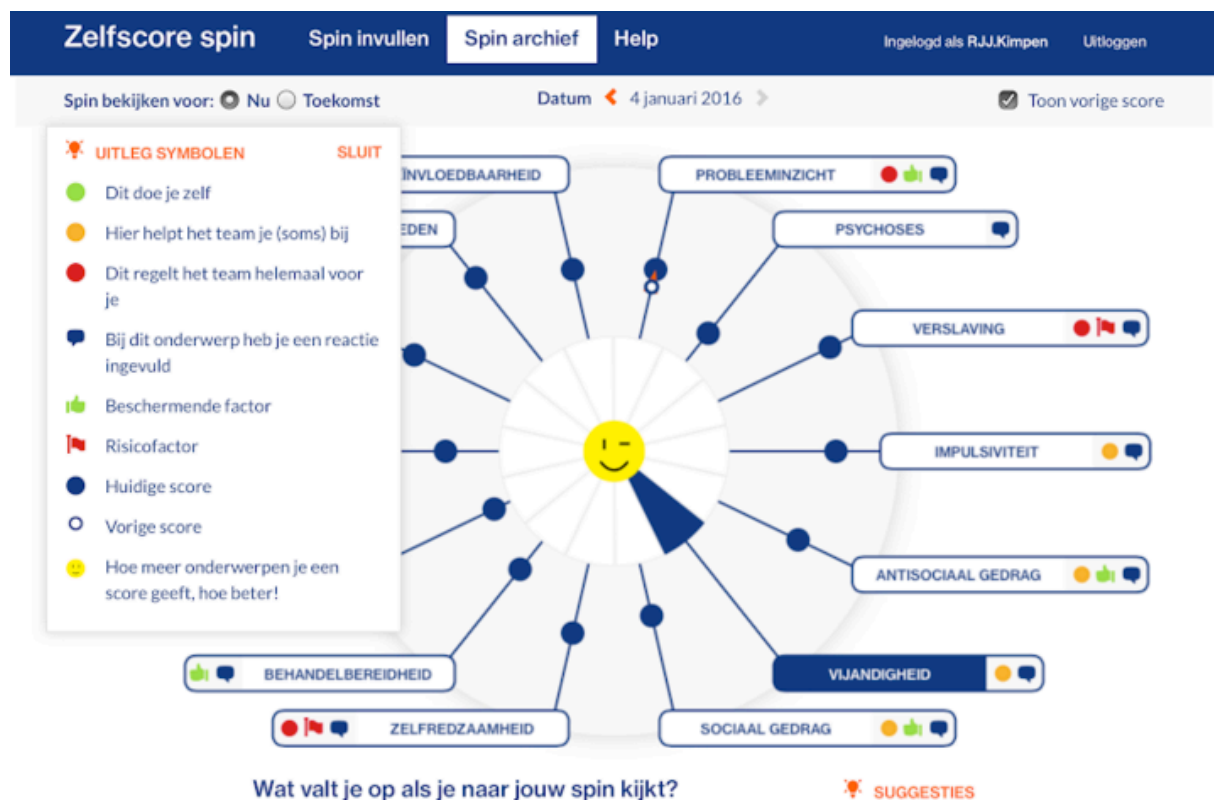 Zelfscore spin Spin invullen Spin archief Help Ingelogd als RJJ.Kimpen Uitloggen
Spin bekijken voor: Nu Toekomst Datum 4 januari 2016 Toon vorige score
UITLEG SYMBOLEN SLUIT
Dit doe je zelf
Hier helpt het team je (soms) bij
Dit regelt het team helemaal voor
je
Bij dit onderwerp heb je een reactie
ingevuld
Beschermende factor
Risicofactor
Huidige score
Vorige score
Hoe meer onderwerpen je een
score geeft, hoe beter!
ÏNVLOEDBAARHEID
EDEN
PROBLEEMINZICHT
PSYCHOSES
VERSLAVING
IMPULSIVITEIT
ANTISOCIAAL GEDRAG
VIJANDIGHEID
SOCIAAL GEDRAG
BEHANDELBEREIDHEID
ZELFREDZAAMHEID
Wat valt je op als je naar jouw spin kijkt?
SUGGESTIES